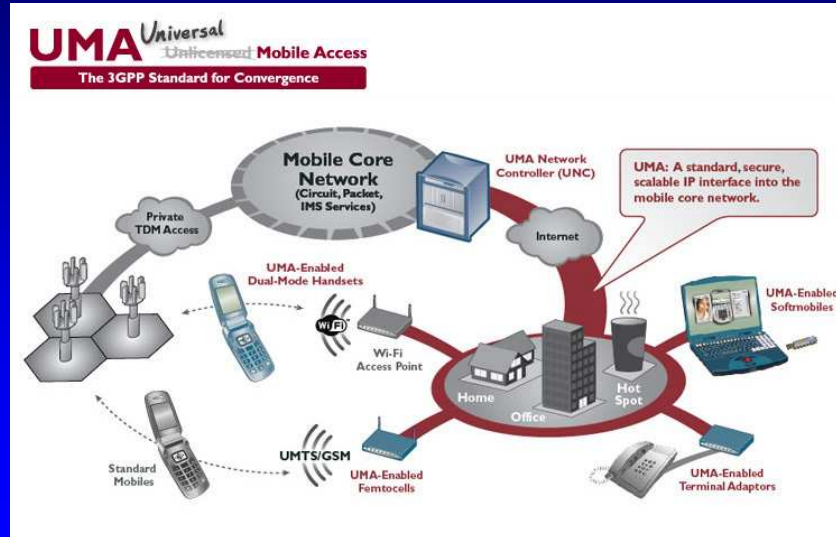 UMA Universal
Unlicensed Mobile Access
The 3GPP Standard for Convergence
Mobile Core
Network
(Circuit, Packet,
IMS Services)
UMA Network
Controller (UNC)
UMA: A standard, secure,
scalable IP interface into the
mobile core network.
Private
TDM Access
Internet
UMA-Enabled
Dual-Mode Handsets
Wi Fi
Wi-Fi
Access Point
UMA-Enabled
Softmobiles
Home
Office
Hot
Spot
Standard
Mobiles
UMTS/GSM
UMA-Enabled
Femtocells
UMA-Enabled
Terminal Adaptors